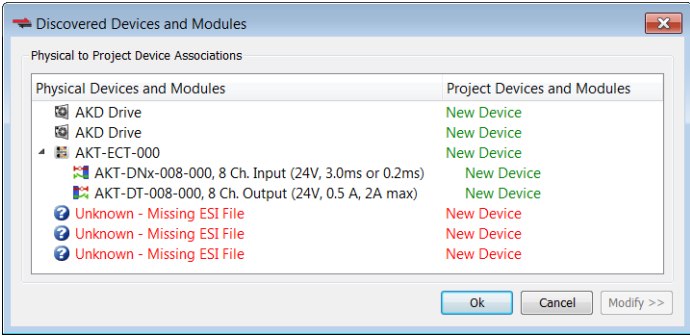 Discovered Devices and Modules
Physical to Project Device Associations
Physical Devices and Modules Project Devices and Modules
AKD Drive New Device
AKD Drive New Device
AKT-ECT-000 New Device
AKT-DNx-008-000, 8 Ch. Input (24V, 3.0ms or 0.2ms) New Device
AKT-DT-008-000, 8 Ch. Output (24V, 0.5 A, 2A max) New Device
Unknown - Missing ESI File New Device
Unknown - Missing ESI File New Device
Unknown - Missing ESI File New Device
Ok Cancel Modify >>